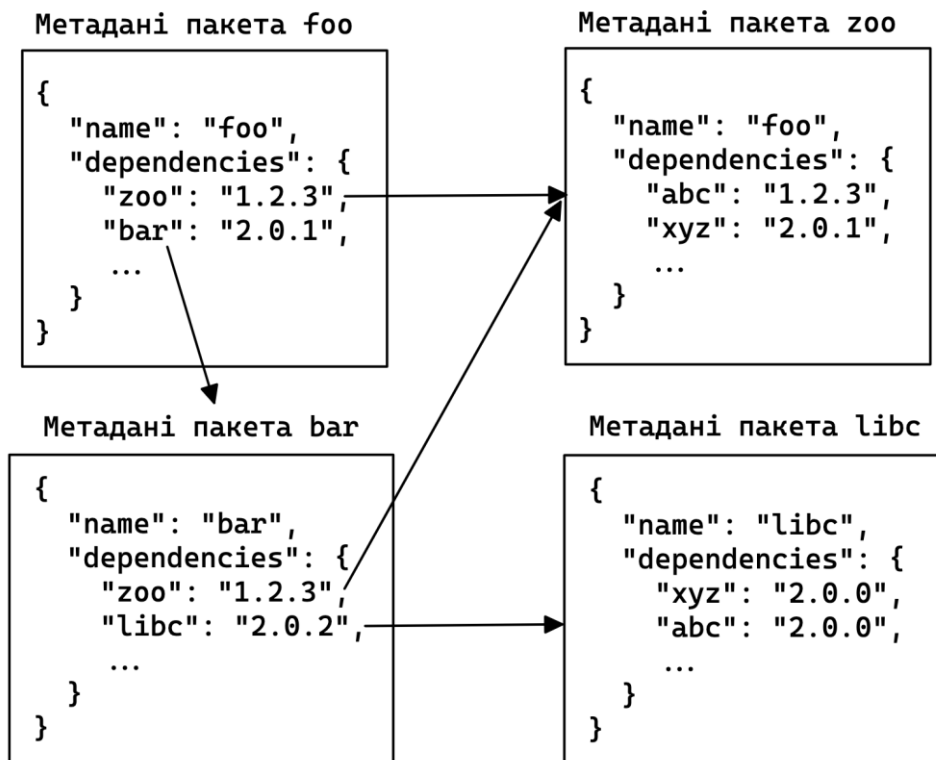 Метадані пакета foo
{
"name": "foo",
"dependencies": {
"zoo": "1.2.3",
"bar": "2.0.1",
...
}
}
Метадані пакета zoo
{
"name": "foo",
"dependencies": {
"abc": "1.2.3",
"xyz": "2.0.1",
...
}
}
Метадані пакета bar
{
"name": "bar",
"dependencies": {
"zoo": "1.2.3",
"libc": "2.0.2",
...
}
}
Метадані пакета libc
{
"name": "libc",
"dependencies": {
"xyz": "2.0.0",
"abc": "2.0.0",
...
}
}